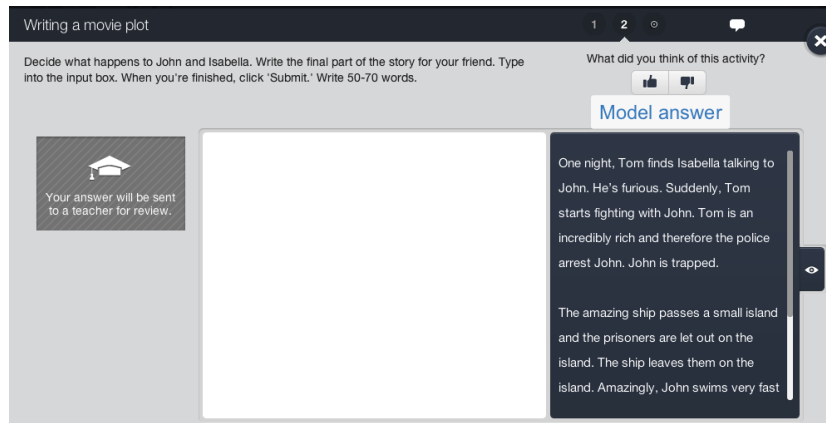 Writing a movie plot
1 2
Decide what happens to John and Isabella. Write the final part of the story for your friend. Type
into the input box. When you're finished, click 'Submit.' Write 50-70 words.
What did you think of this activity?
Model answer
Your answer will be sent
to a teacher for review.
One night, Tom finds Isabella talking to
John. He's furious. Suddenly, Tom
starts fighting with John. Tom is an
incredibly rich and therefore the police
arrest John. John is trapped.
The amazing ship passes a small island
and the prisoners are let out on the
island. The ship leaves them on the
island. Amazingly, John swims very fast